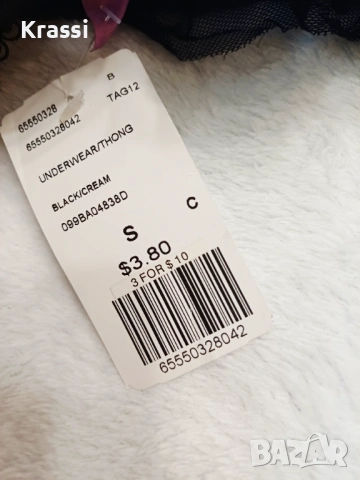 Krassi
65550328 B
65550328042 TAG12
UNDERWEAR/THONG
BLACK/CREAM
099BA04838D
S C
$3.80
3 FOR $ 10
65550328042
BAZAR